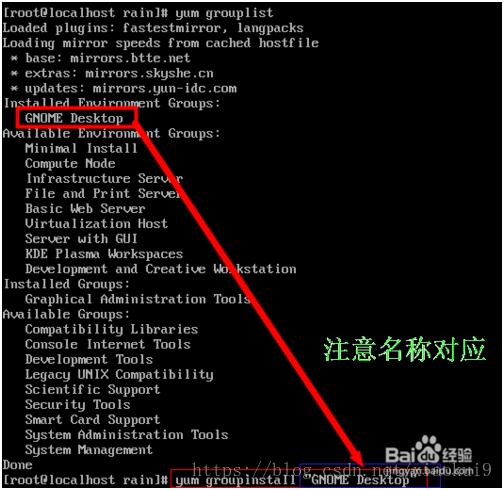 [root@localhost rain]# yum grouplist
Loaded plugins: fastestmirror, langpacks
Loading mirror speeds from cached hostfile
* base: mirrors.btte.net
* extras: mirrors.skyshe.cn
* updates: mirrors.yun-idc.com
Installed Environment Groups:
GNOME Desktop
Available Environment Groups:
Minimal Install
Compute Node
Infrastructure Server
File and Print Server
Basic Web Server
Virtualization Host
Server with GUI
KDE Plasma Workspaces
Development and Creative Workstation
Installed Groups:
Graphical Administration Tools
Available Groups:
Compatibility Libraries
Console Internet Tools
Development Tools
Legacy UNIX Compatibility
Scientific Support
Security Tools
Smart Card Support
System Administration Tools
System Management
注意名称对应
Done
Bai 百度经验
jingyan.baidu.com
https://blog.csdn.net/
[root@localhost rain]# yum groupinstall "GNOME Desktop"